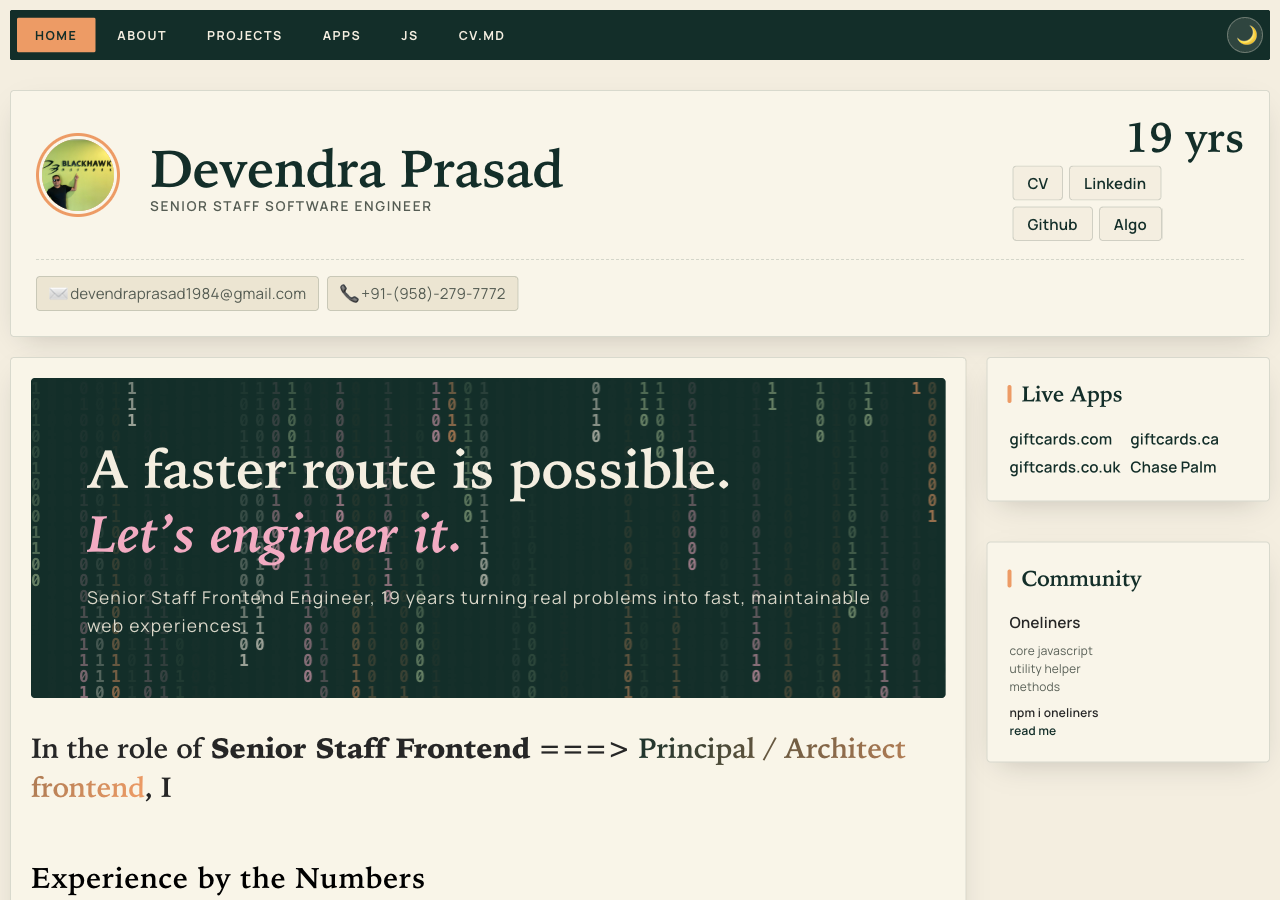 HOME ABOUT PROJECTS APPS JS CV.MD
BLACKHAWK
NETWORK
Devendra Prasad
SENIOR STAFF SOFTWARE ENGINEER
19 yrs
CV Linkedin
Github Algo
devendraprasad1984@gmail.com +91-(958)-279-7772
A faster route is possible.
Let's engineer it.
Senior Staff Frontend Engineer, 19 years turning real problems into fast, maintainable
web experiences.
In the role of Senior Staff Frontend ===> Principal / Architect
frontend, I
Experience by the Numbers
Live Apps
giftcards.com giftcards.ca
giftcards.co.uk Chase Palm
Community
Oneliners
core javascript
utility helper
methods
npm i oneliners
read me